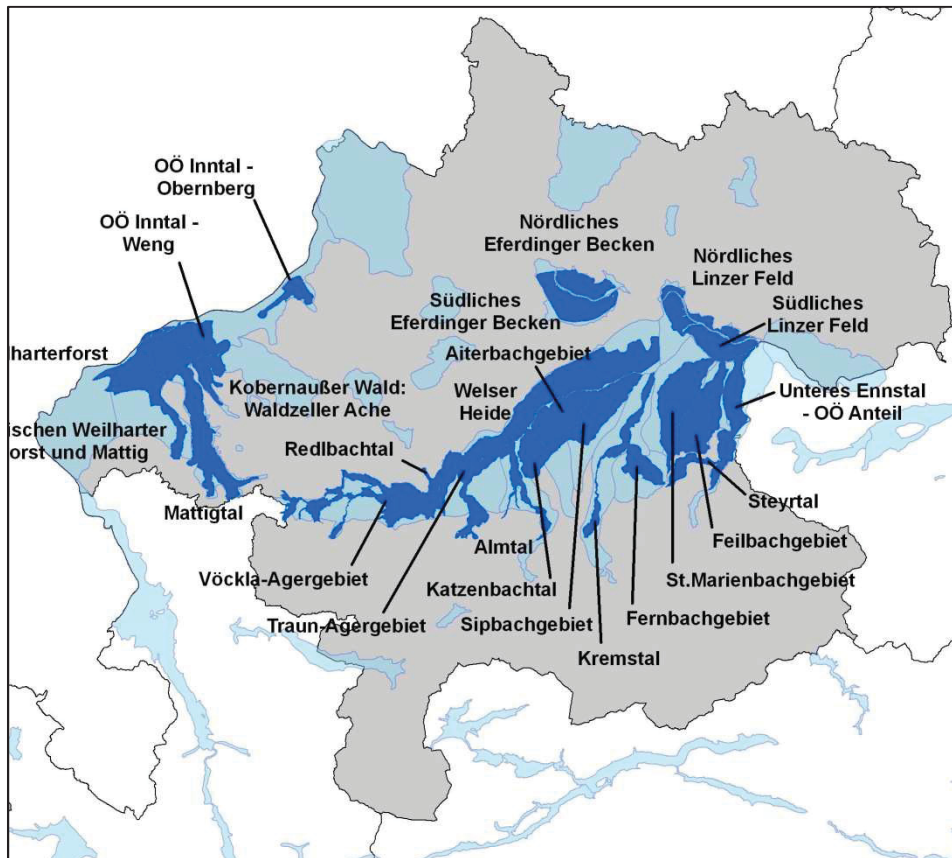 OÖ Inntal -
Obernberg
OÖ Inntal -
Weng
Nördliches
Eferdinger Becken
Nördliches
Linzer Feld
Südliches
Eferdinger Becken
Südliches
Linzer Feld
harterforst
Aiterbachgebiet
Kobernaußer Wald:
Waldzeller Ache
Welser
Heide
Unteres Ennstal
- OÖ Anteil
ischen Weilharter
orst und Mattig
Redlbachtal
Mattigtal
Steyrtal
Almtal
Feilbachgebiet
Vöckla-Agergebiet
Katzenbachtal
St.Marienbachgebiet
Traun-Agergebiet
Sipbachgebiet
Fernbachgebiet
Kremstal